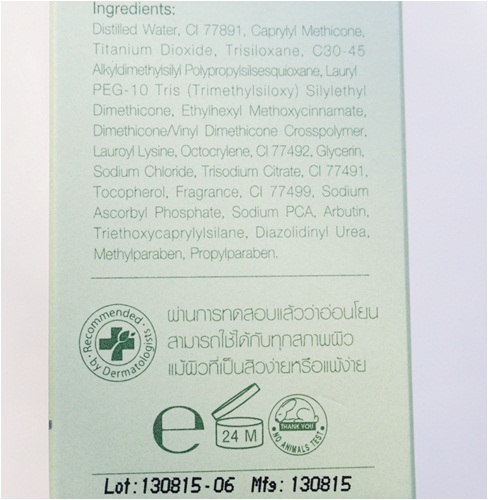 Ingredients:
Distilled Water, CI 77891, Caprylyl Methicone,
Titanium Dioxide, Trisiloxane, C30-45
Alkyldimethylsilyl Polypropylsilsesquioxane, Lauryl
PEG-10 Tris (Trimethylsiloxy) Silylethyl
Dimethicone, Ethylhexyl Methoxycinnamate,
Dimethicone/Vinyl Dimethicone Crosspolymer,
Lauroyl Lysine, Octocrylene, CI 77492, Glycerin,
Sodium Chloride, Trisodium Citrate, CI 77491,
Tocopherol, Fragrance, CI 77499, Sodium
Ascorbyl Phosphate, Sodium PCA, Arbutin,
Triethoxycaprylylsilane, Diazolidinyl Urea,
Methylparaben, Propylparaben.
Recommended
by Dermatologists
ผ่านการทดสอบแล้วว่าอ่อนโยน
สามารถใช้ได้กับทุกสภาพผิว
แม้ผิวที่เป็นสิวง่ายหรือแพ้ง่าย
e
24 M
THANK YOU
NO ANIMALS TEST
Lot:130815-06 Mfg: 130815